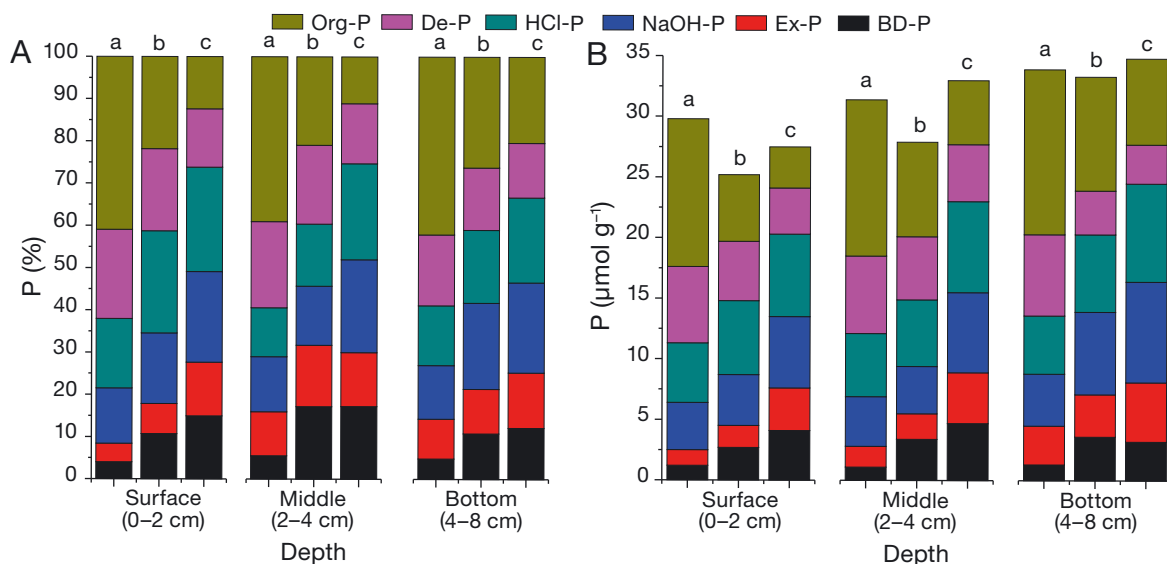 Org-P De-P HCl-P NaOH-P Ex-P BD-P
A
P (%)
100
90
80
70
60
50
40
30
20
10
0
a b c a b c a b c
Surface (0–2 cm)
Middle (2–4 cm)
Bottom (4–8 cm)
Depth
B
P (µmol g⁻¹)
35
30
25
20
15
10
5
0
a b c a b c a b c
Surface (0–2 cm)
Middle (2–4 cm)
Bottom (4–8 cm)
Depth